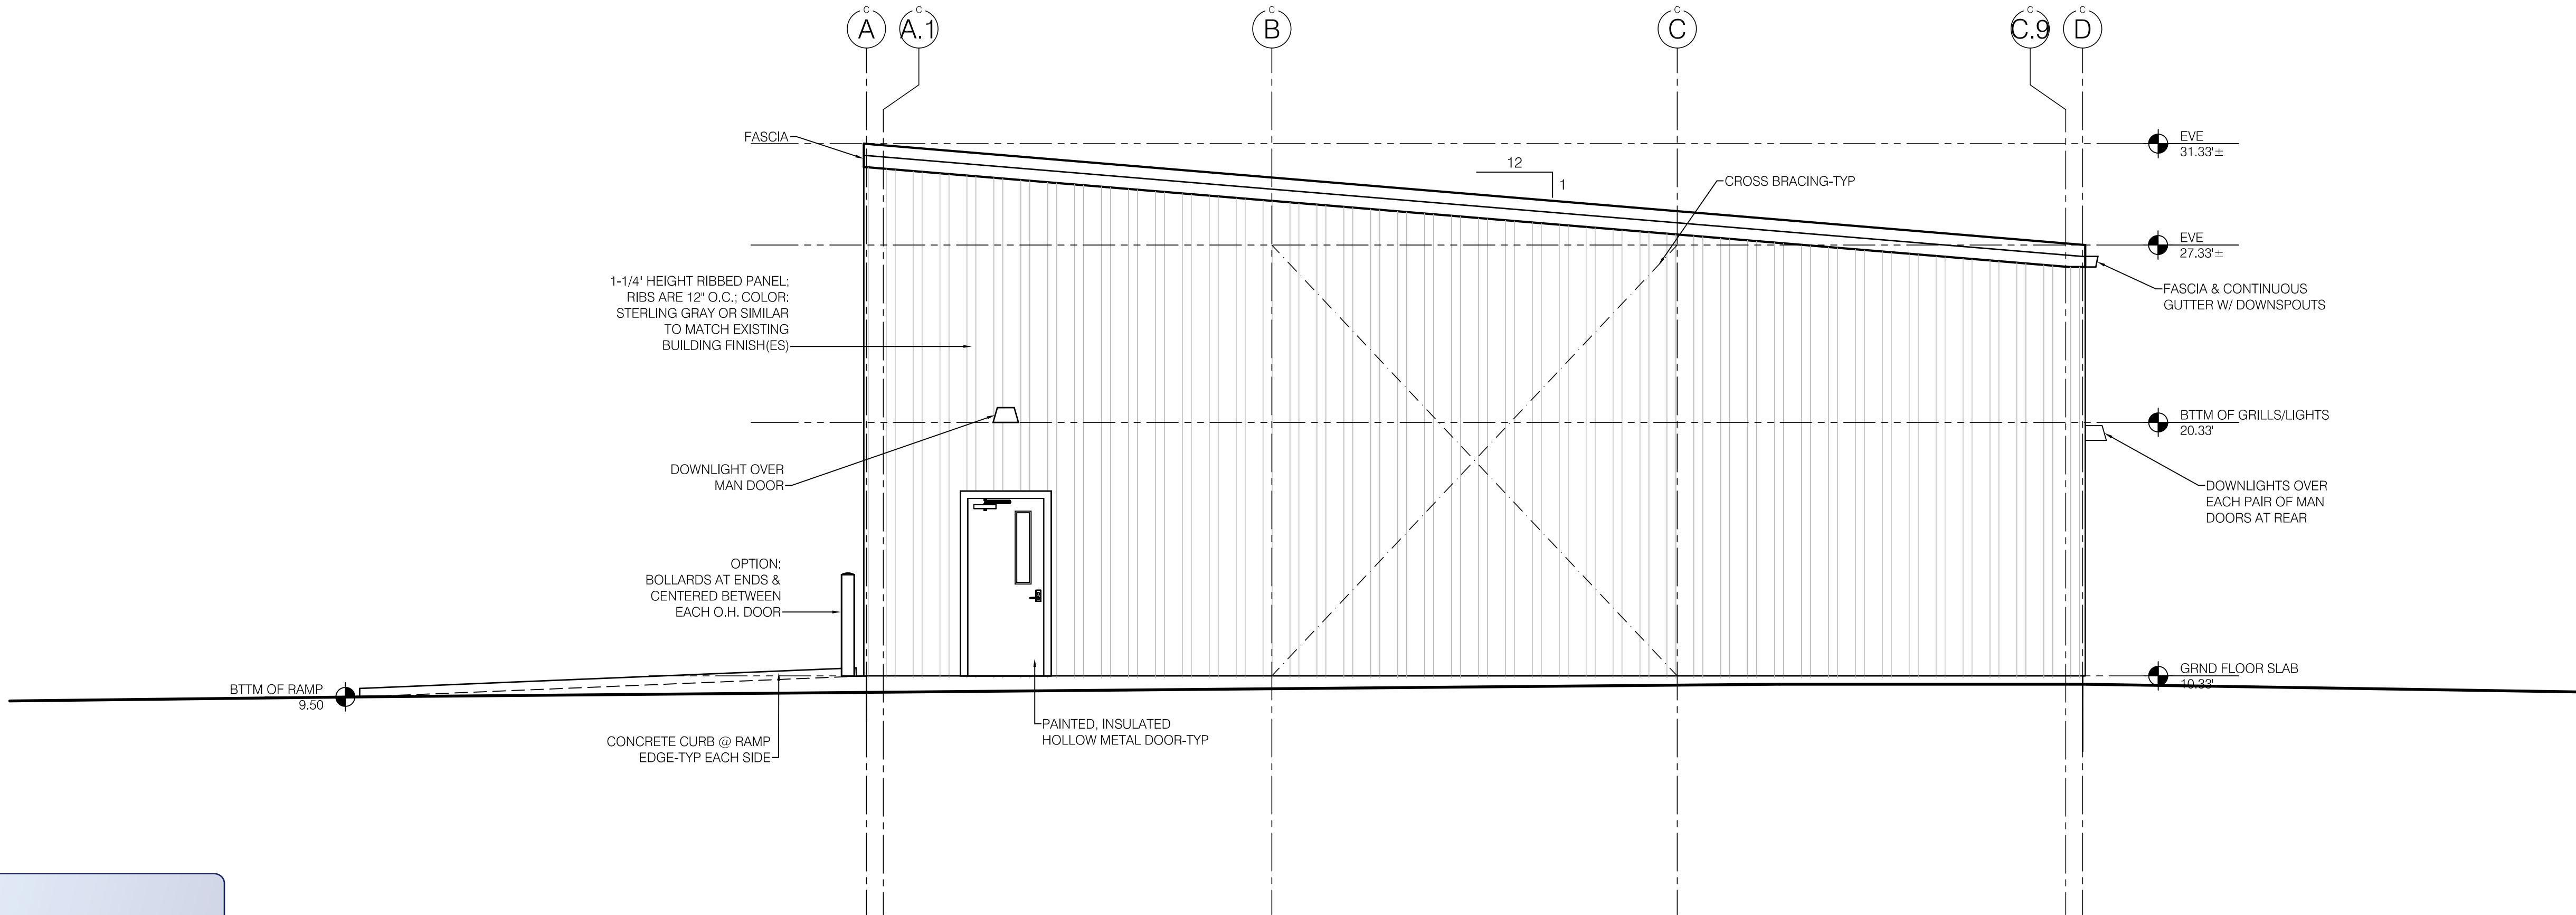 C
A
C
A.1
C
B
C
C
C
C.9
C
D
FASCIA
EVE
31.33'±
12
1
CROSS BRACING-TYP
EVE
27.33'±
1-1/4" HEIGHT RIBBED PANEL;
RIBS ARE 12" O.C.; COLOR:
STERLING GRAY OR SIMILAR
TO MATCH EXISTING
BUILDING FINISH(ES)
FASCIA & CONTINUOUS
GUTTER W/ DOWNSPOUTS
BTTM OF GRILLS/LIGHTS
20.33'
DOWNLIGHT OVER
MAN DOOR
DOWNLIGHTS OVER
EACH PAIR OF MAN
DOORS AT REAR
OPTION:
BOLLARDS AT ENDS &
CENTERED BETWEEN
EACH O.H. DOOR
GRND FLOOR SLAB
10.33'
BTTM OF RAMP
9.50
PAINTED, INSULATED
HOLLOW METAL DOOR-TYP
CONCRETE CURB @ RAMP
EDGE-TYP EACH SIDE